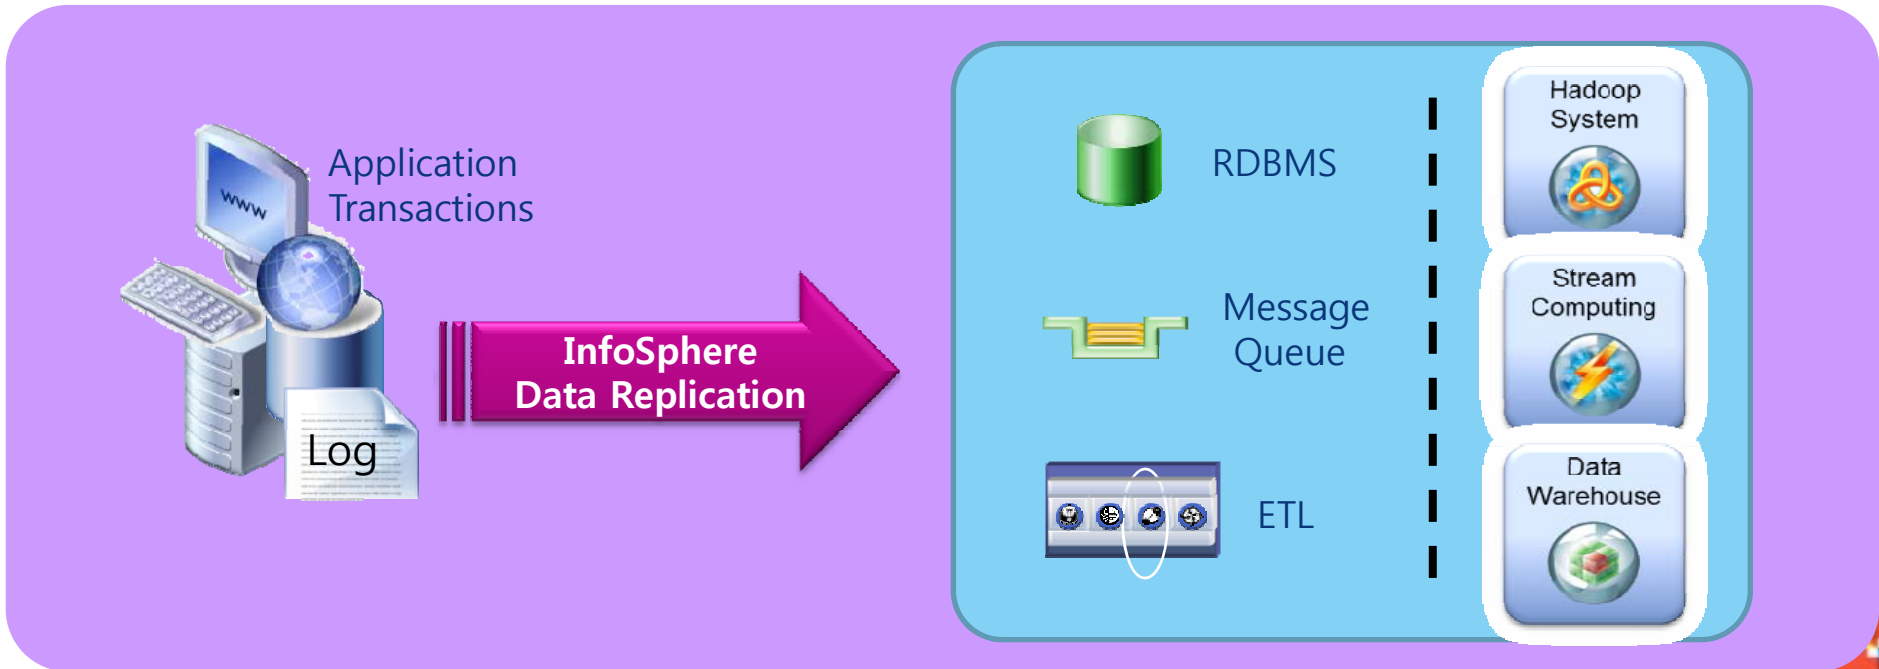 Application
Transactions
www
Log
InfoSphere
Data Replication
RDBMS
Message
Queue
ETL
Hadoop
System
Stream
Computing
Data
Warehouse